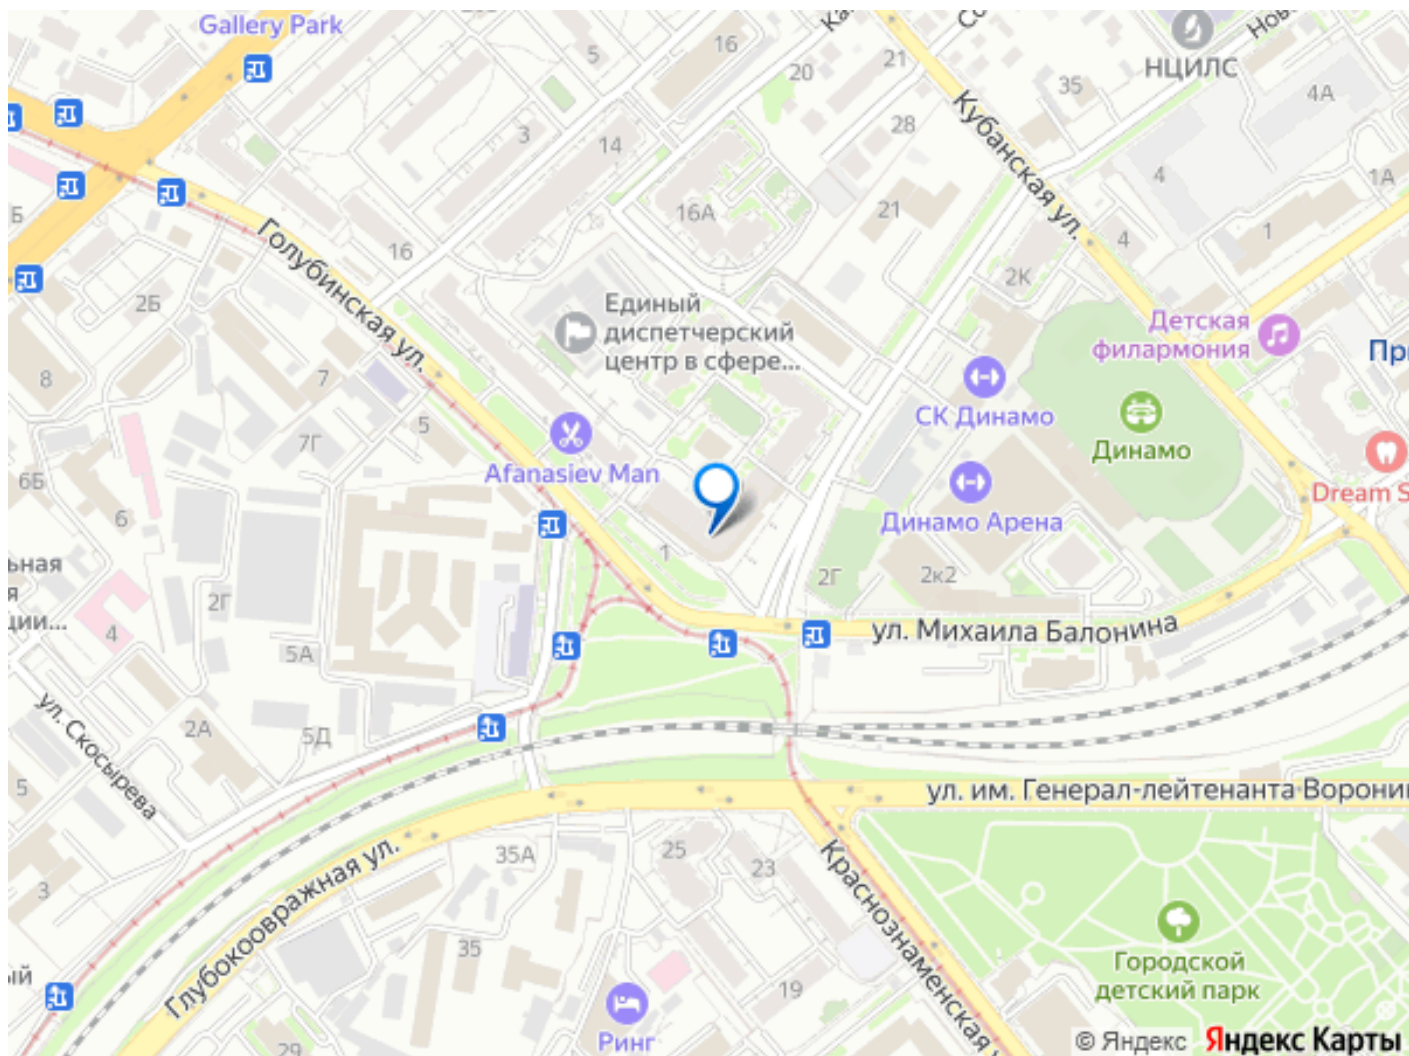 Gallery Park
16
5
20
21
35
НЦИЛС
4А
3
14
28
Кубанская ул.
4
1А
Б
16А
21
Голубинская ул.
16
4
1
2Б
2К
Единый
диспетчерский
центр в сфере...
Детская
филармония
8
7
СК Динамо
5
7Г
Динамо
Afanasiev Man
6Б
Динамо Арена
6
1
2Г
2к2
2Г
4
ул. Михаила Балонина
5А
ул. Скосырева
2А
5Д
5
ул. им. Генерал-лейтенанта
Глубокоовражная ул.
35А
25
23
Краснознаменская
3
35
19
Городской
детский парк
Ринг
29
© Яндекс Яндекс Карты